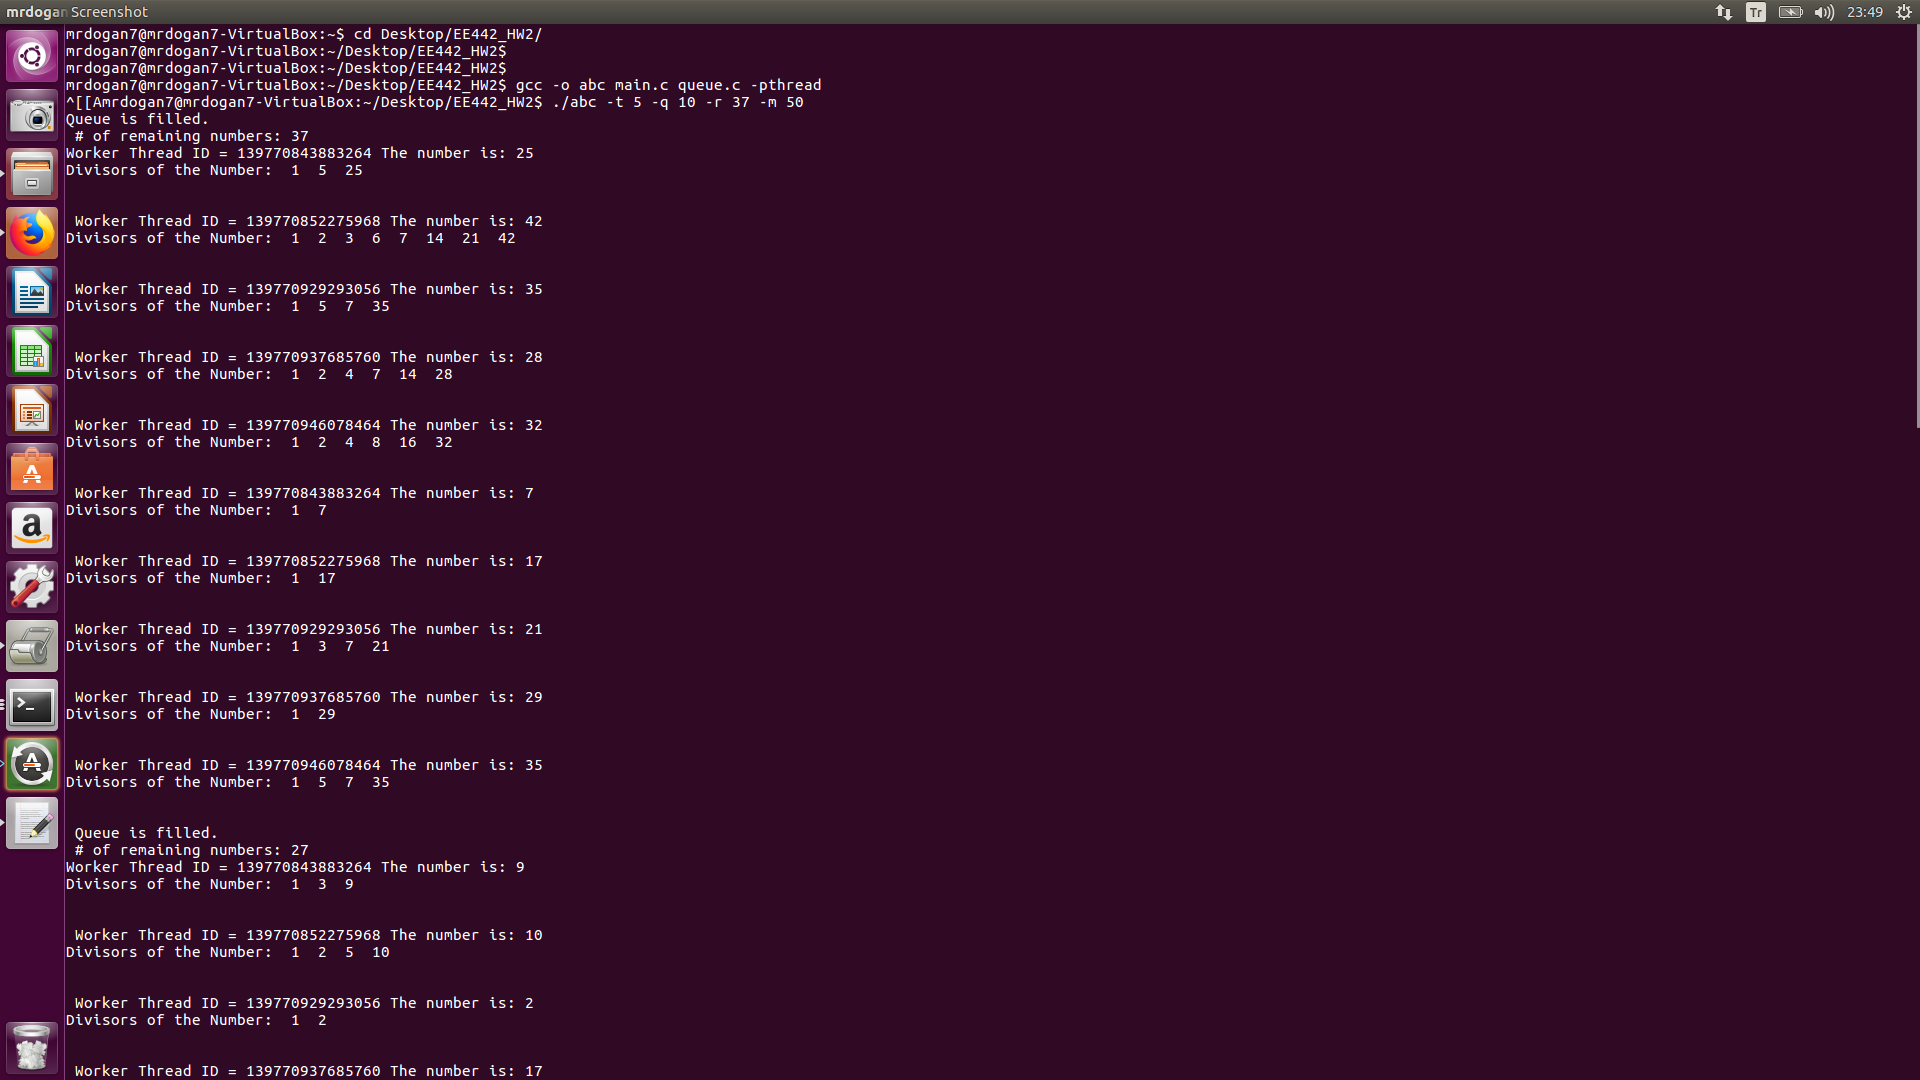 mrdogan Screenshot
Tr
23:49
mrdogan7@mrdogan7-VirtualBox:~$ cd Desktop/EE442_HW2/
mrdogan7@mrdogan7-VirtualBox:~/Desktop/EE442_HW2$
mrdogan7@mrdogan7-VirtualBox:~/Desktop/EE442_HW2$
mrdogan7@mrdogan7-VirtualBox:~/Desktop/EE442_HW2$ gcc -o abc main.c queue.c -pthread
^[[Amrdogan7@mrdogan7-VirtualBox:~/Desktop/EE442_HW2$ ./abc -t 5 -q 10 -r 37 -m 50
Queue is filled.
# of remaining numbers: 37
Worker Thread ID = 139770843883264 The number is: 25
Divisors of the Number:  1  5  25
Worker Thread ID = 139770852275968 The number is: 42
Divisors of the Number:  1  2  3  6  7  14  21  42
Worker Thread ID = 139770929293056 The number is: 35
Divisors of the Number:  1  5  7  35
Worker Thread ID = 139770937685760 The number is: 28
Divisors of the Number:  1  2  4  7  14  28
Worker Thread ID = 139770946078464 The number is: 32
Divisors of the Number:  1  2  4  8  16  32
Worker Thread ID = 139770843883264 The number is: 7
Divisors of the Number:  1  7
Worker Thread ID = 139770852275968 The number is: 17
Divisors of the Number:  1  17
Worker Thread ID = 139770929293056 The number is: 21
Divisors of the Number:  1  3  7  21
Worker Thread ID = 139770937685760 The number is: 29
Divisors of the Number:  1  29
Worker Thread ID = 139770946078464 The number is: 35
Divisors of the Number:  1  5  7  35
Queue is filled.
# of remaining numbers: 27
Worker Thread ID = 139770843883264 The number is: 9
Divisors of the Number:  1  3  9
Worker Thread ID = 139770852275968 The number is: 10
Divisors of the Number:  1  2  5  10
Worker Thread ID = 139770929293056 The number is: 2
Divisors of the Number:  1  2
Worker Thread ID = 139770937685760 The number is: 17